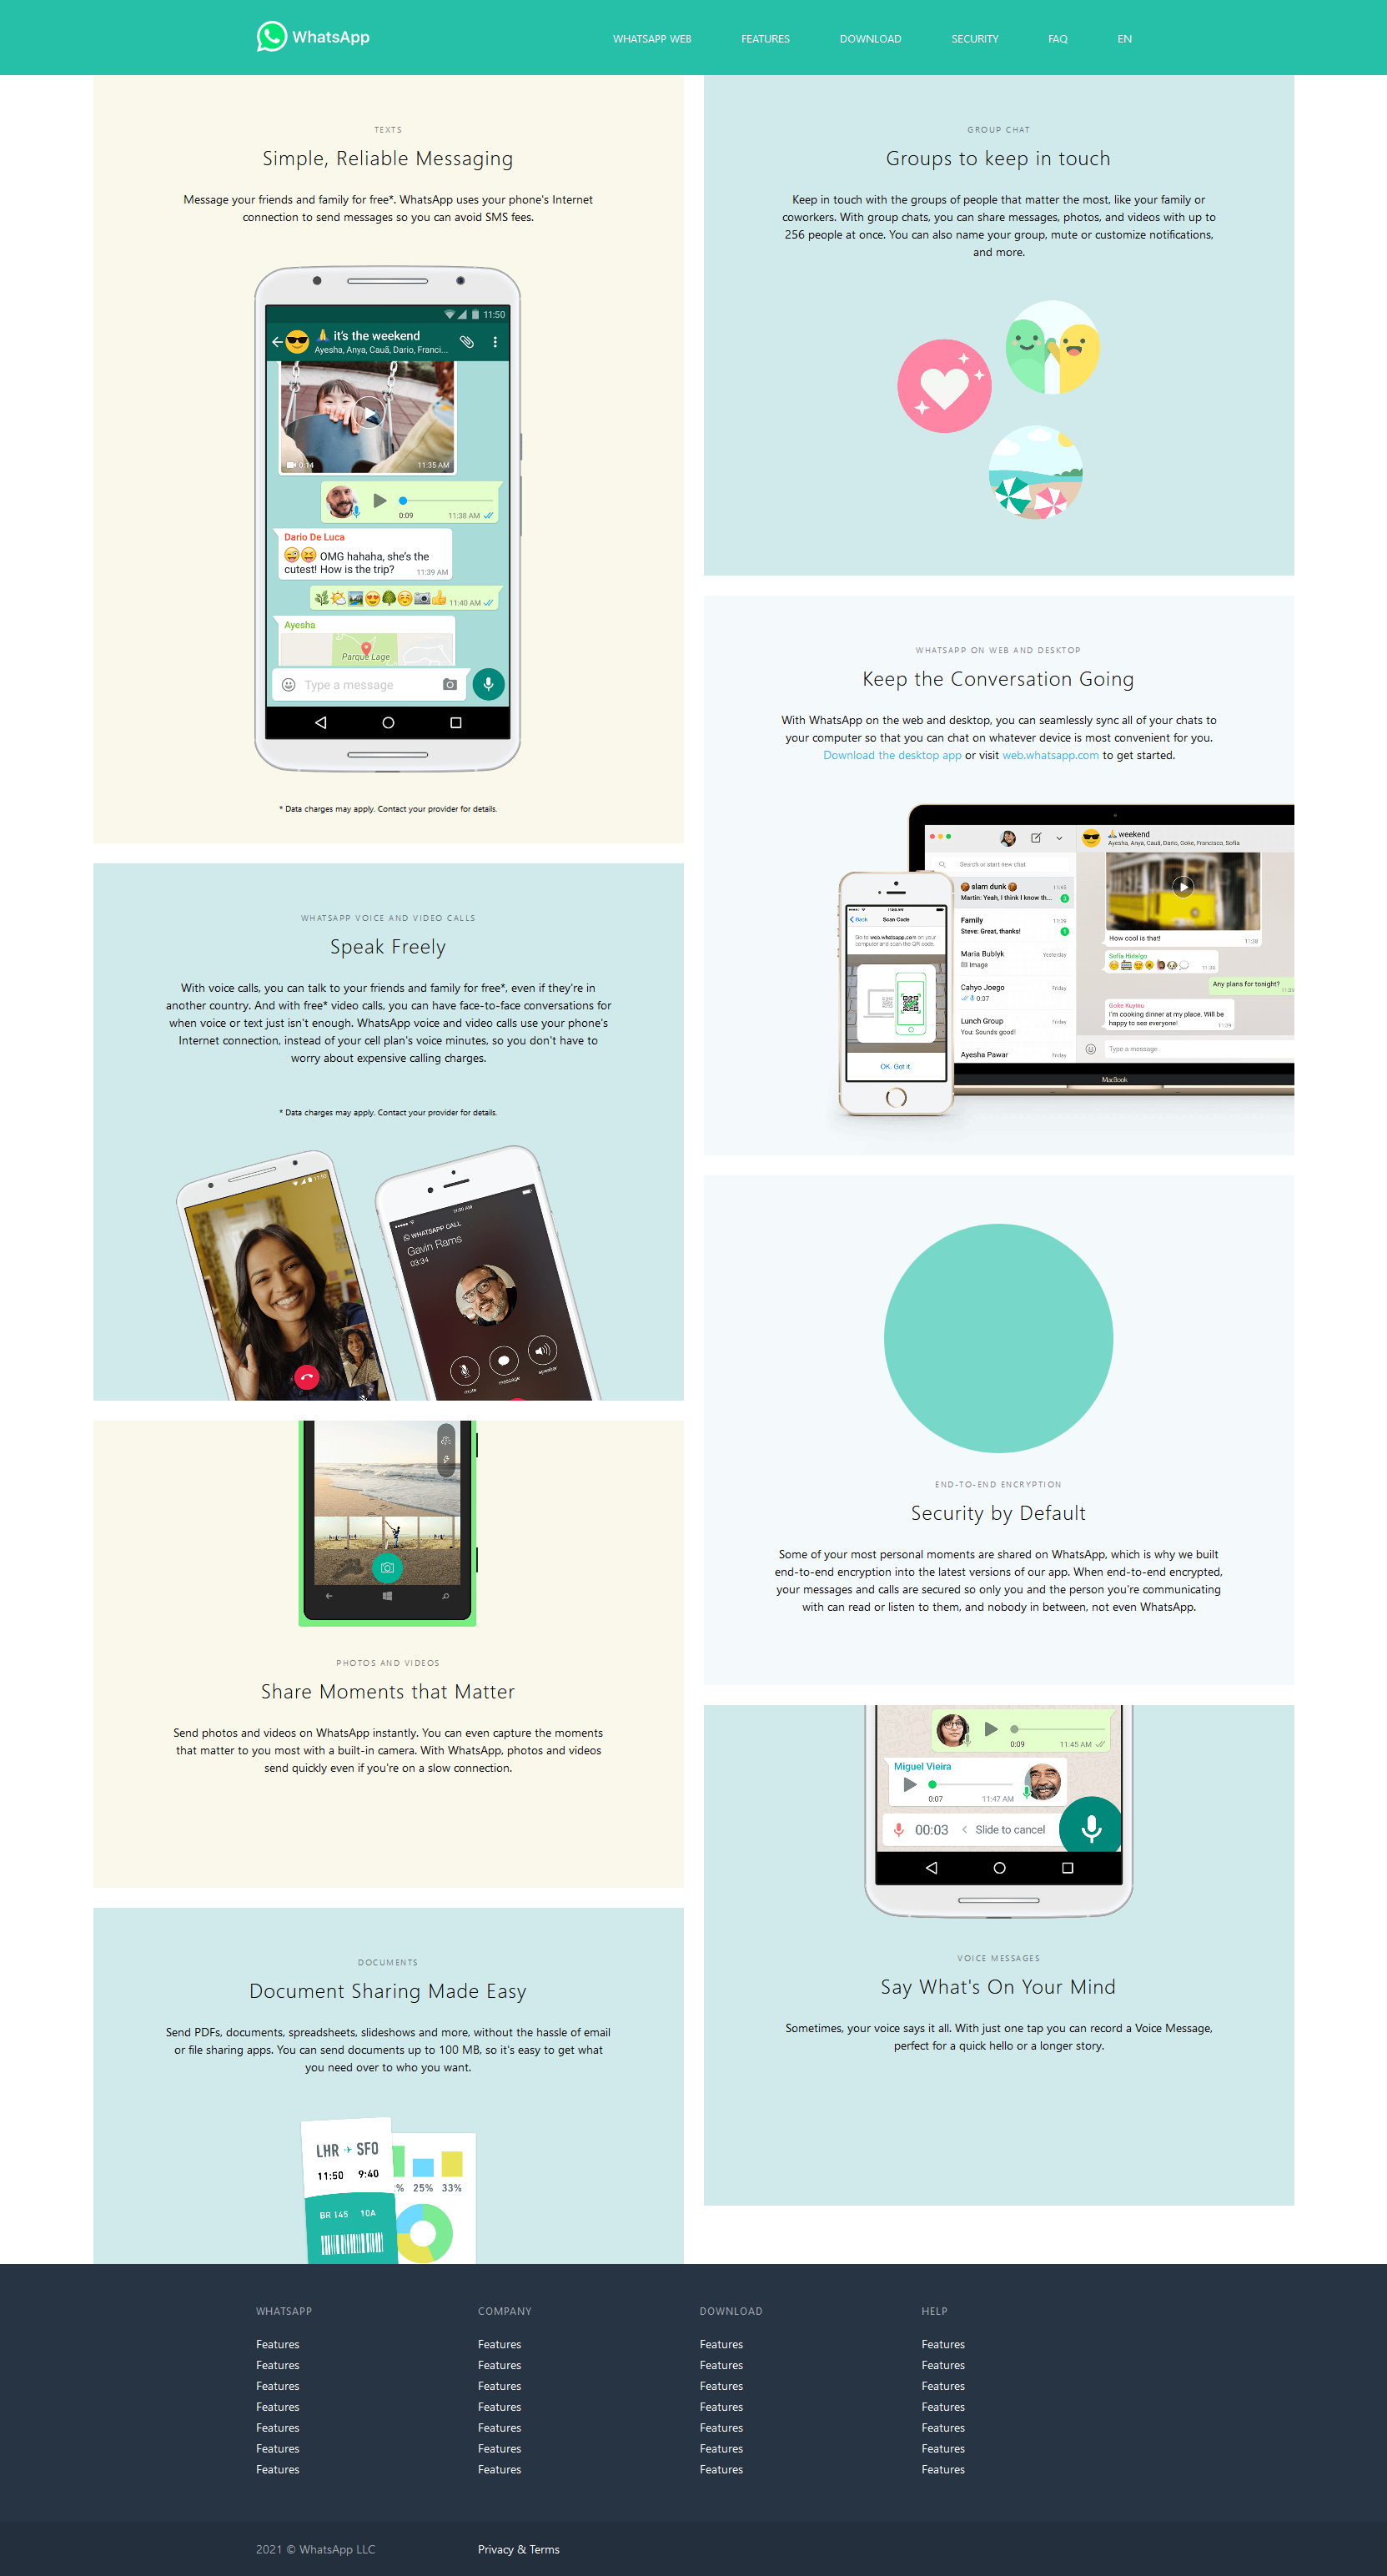 WhatsApp
WHATSAPP WEB
FEATURES
DOWNLOAD
SECURITY
FAQ
EN
TEXTS
Simple, Reliable Messaging
Message your friends and family for free*. WhatsApp uses your phone's Internet
connection to send messages so you can avoid SMS fees.
11:50
it's the weekend
Ayesha, Anya, Cauã, Dario, Franci...
0:14
11:35 AM
0:09
11:38 AM
Dario De Luca
OMG hahaha, she's the
cutest! How is the trip?
11:39 AM
11:40 AM
Ayesha
Parque Lage
Type a message
* Data charges may apply. Contact your provider for details.
WHATSAPP VOICE AND VIDEO CALLS
Speak Freely
With voice calls, you can talk to your friends and family for free*, even if they're in
another country. And with free* video calls, you can have face-to-face conversations for
when voice or text just isn't enough. WhatsApp voice and video calls use your phone's
Internet connection, instead of your cell plan's voice minutes, so you don't have to
worry about expensive calling charges.
* Data charges may apply. Contact your provider for details.
WHATSAPP CALL
Gavin Rams
03:34
mute
message
speaker
PHOTOS AND VIDEOS
Share Moments that Matter
Send photos and videos on WhatsApp instantly. You can even capture the moments
that matter to you most with a built-in camera. With WhatsApp, photos and videos
send quickly even if you're on a slow connection.
DOCUMENTS
Document Sharing Made Easy
Send PDFs, documents, spreadsheets, slideshows and more, without the hassle of email
or file sharing apps. You can send documents up to 100 MB, so it's easy to get what
you need over to who you want.
LHR SFO
11:50 9:40
BR 145 10A
% 25% 33%
GROUP CHAT
Groups to keep in touch
Keep in touch with the groups of people that matter the most, like your family or
coworkers. With group chats, you can share messages, photos, and videos with up to
256 people at once. You can also name your group, mute or customize notifications,
and more.
WHATSAPP ON WEB AND DESKTOP
Keep the Conversation Going
With WhatsApp on the web and desktop, you can seamlessly sync all of your chats to
your computer so that you can chat on whatever device is most convenient for you.
Download the desktop app or visit web.whatsapp.com to get started.
weekend
Ayesha, Anya, Cauã, Dario, Goke, Francisco, Sofia
Search or start new chat
slam dunk
11:45
Martin: Yeah, I think I know th...
3
Family
11:29
Steve: Great, thanks!
1
Maria Bublyk
Yesterday
Image
Cahyo Joego
Friday
0:37
Lunch Group
Friday
You: Sounds good!
Ayesha Pawar
Friday
How cool is that!
11:28
Sofia Hidalgo
11:30
Any plans for tonight?
Goke Kuyinu
I'm cooking dinner at my place. Will be
happy to see everyone!
11:29
Type a message
MacBook
Back
Scan Code
Go to web.whatsapp.com on your
computer and scan the QR code.
OK. Got it.
END-TO-END ENCRYPTION
Security by Default
Some of your most personal moments are shared on WhatsApp, which is why we built
end-to-end encryption into the latest versions of our app. When end-to-end encrypted,
your messages and calls are secured so only you and the person you're communicating
with can read or listen to them, and nobody in between, not even WhatsApp.
0:09
11:45 AM
Miguel Vieira
0:07
11:47 AM
00:03
Slide to cancel
VOICE MESSAGES
Say What's On Your Mind
Sometimes, your voice says it all. With just one tap you can record a Voice Message,
perfect for a quick hello or a longer story.
WHATSAPP
Features
Features
Features
Features
Features
Features
Features
COMPANY
Features
Features
Features
Features
Features
Features
Features
DOWNLOAD
Features
Features
Features
Features
Features
Features
Features
HELP
Features
Features
Features
Features
Features
Features
Features
2021 © WhatsApp LLC
Privacy & Terms